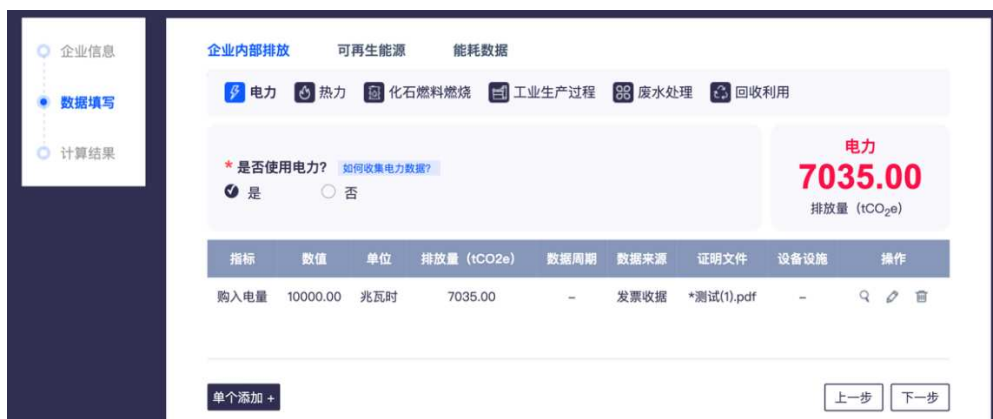 企业信息
数据填写
计算结果
企业内部排放 可再生能源 能耗数据
电力 热力 化石燃料燃烧 工业生产过程 废水处理 回收利用
* 是否使用电力? 如何收集电力数据?
是 否
电力
7035.00
排放量 (tCO₂e)
指标 数值 单位 排放量 (tCO2e) 数据周期 数据来源 证明文件 设备设施 操作
购入电量 10000.00 兆瓦时 7035.00 – 发票收据 *测试(1).pdf –
单个添加 + 上一步 下一步